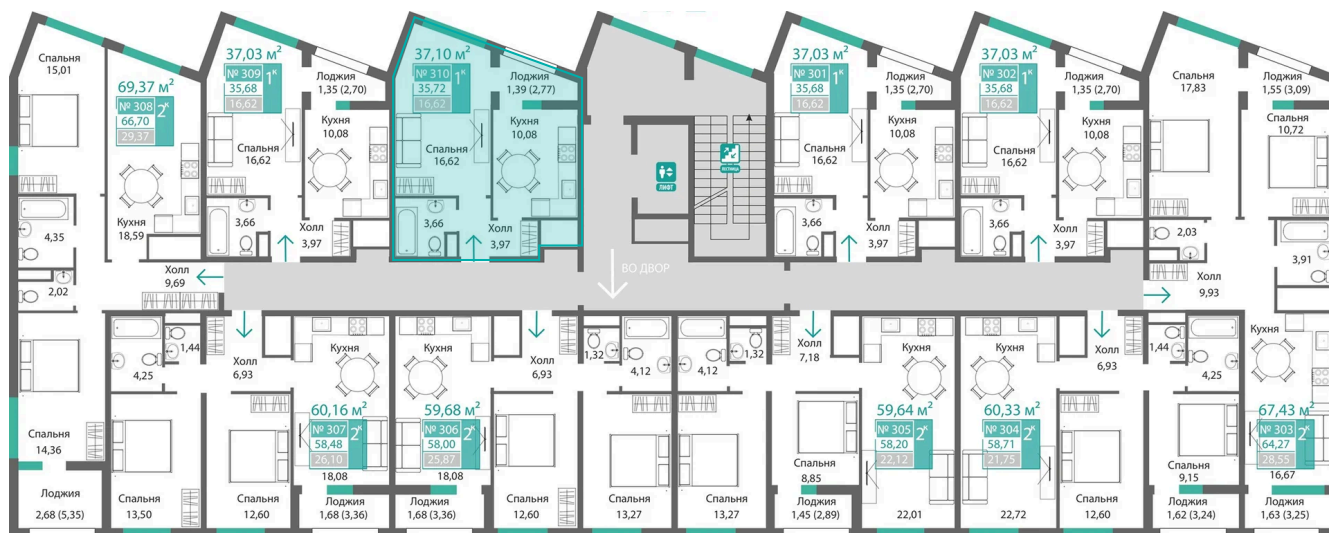 Спальня
15,01
69,37 м²
№ 308
2к
66,70
29,37
Кухня
18,59
4,35
2,02
Холл
9,69
Спальня
14,36
Лоджия
2,68 (5,35)
37,03 м²
№ 309
1к
35,68
16,62
Лоджия
1,35 (2,70)
Кухня
10,08
Спальня
16,62
3,66
Холл
3,97
37,10 м²
№ 310
1к
35,72
16,62
Лоджия
1,39 (2,77)
Кухня
10,08
Спальня
16,62
3,66
Холл
3,97
ЛИФТ
ЛЕСТНИЦА
ВО ДВОР
37,03 м²
№ 301
1к
35,68
16,62
Лоджия
1,35 (2,70)
Кухня
10,08
Спальня
16,62
3,66
Холл
3,97
37,03 м²
№ 302
1к
35,68
16,62
Лоджия
1,35 (2,70)
Кухня
10,08
Спальня
16,62
3,66
Холл
3,97
Спальня
17,83
Лоджия
1,55 (3,09)
Спальня
10,72
2,03
3,91
Холл
9,93
1,44
4,25
Холл
6,93
Кухня
60,16 м²
№ 307
2к
58,48
26,10
18,08
Спальня
13,50
Спальня
12,60
Лоджия
1,68 (3,36)
Кухня
59,68 м²
№ 306
2к
58,00
25,87
18,08
Лоджия
1,68 (3,36)
Холл
6,93
1,32
4,12
Спальня
12,60
Спальня
13,27
4,12
1,32
Холл
7,18
Кухня
59,64 м²
№ 305
2к
58,20
22,12
Спальня
13,27
Спальня
8,85
Лоджия
1,45 (2,89)
22,01
Кухня
60,33 м²
№ 304
2к
58,71
21,75
22,72
Холл
6,93
1,44
4,25
Спальня
12,60
Спальня
9,15
Лоджия
1,62 (3,24)
Кухня
67,43 м²
№ 303
2к
64,27
28,55
16,67
Лоджия
1,63 (3,25)